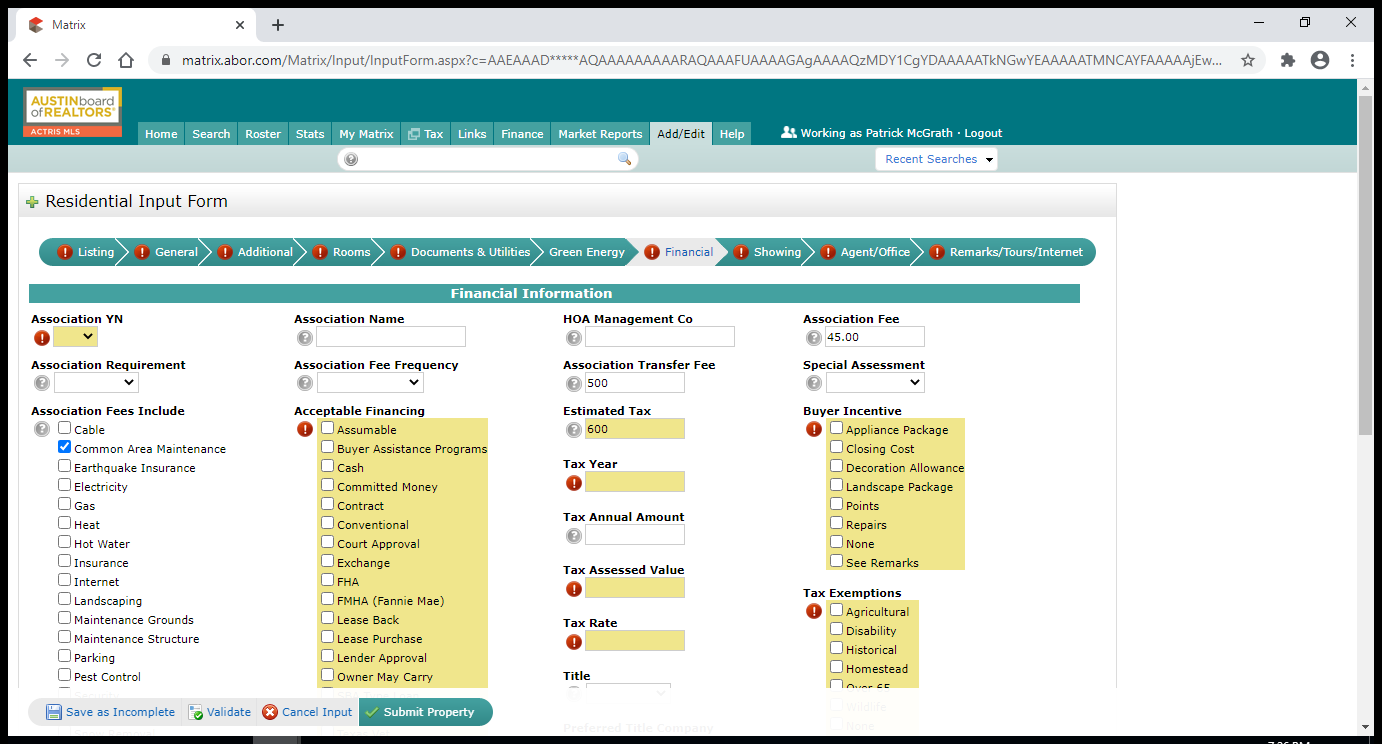 Matrix
matrix.abor.com/Matrix/Input/InputForm.aspx?c=AAEAAAD*****AQAAAAAAAAARAQAAAFUAAAAGAgAAAAQzMDY1CgYDAAAAATkNGwYEAAAAATMNCAYFAAAAAjEw...
AUSTINboard
ofREALTORS®
ACTRIS MLS
Home Search Roster Stats My Matrix Tax Links Finance Market Reports Add/Edit Help Working as Patrick McGrath · Logout
Recent Searches
Residential Input Form
Listing General Additional Rooms Documents & Utilities Green Energy Financial Showing Agent/Office Remarks/Tours/Internet
Financial Information
Association YN Association Name HOA Management Co Association Fee
45.00
Association Requirement Association Fee Frequency Association Transfer Fee Special Assessment
500
Association Fees Include
Cable
Common Area Maintenance
Earthquake Insurance
Electricity
Gas
Heat
Hot Water
Insurance
Internet
Landscaping
Maintenance Grounds
Maintenance Structure
Parking
Pest Control
Acceptable Financing
Assumable
Buyer Assistance Programs
Cash
Committed Money
Contract
Conventional
Court Approval
Exchange
FHA
FMHA (Fannie Mae)
Lease Back
Lease Purchase
Lender Approval
Owner May Carry
Estimated Tax
600
Tax Year
Tax Annual Amount
Tax Assessed Value
Tax Rate
Title
Preferred Title Company
Buyer Incentive
Appliance Package
Closing Cost
Decoration Allowance
Landscape Package
Points
Repairs
None
See Remarks
Tax Exemptions
Agricultural
Disability
Historical
Homestead
Over 65
Wildlife
None
Save as Incomplete Validate Cancel Input Submit Property